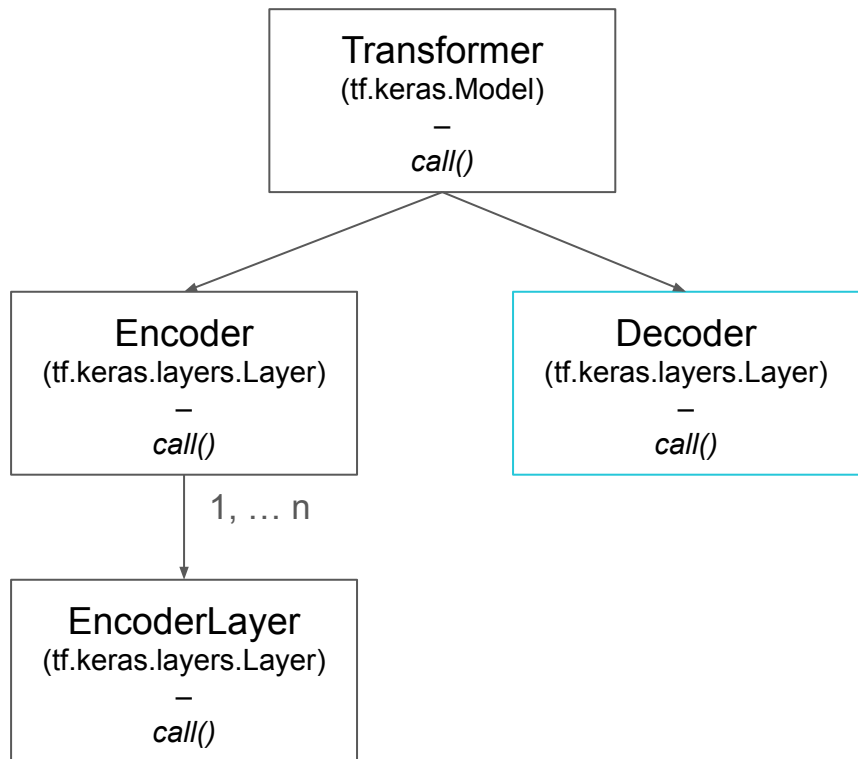 Transformer
(tf.keras.Model)
–
call()
Encoder
(tf.keras.layers.Layer)
–
call()
Decoder
(tf.keras.layers.Layer)
–
call()
1, … n
EncoderLayer
(tf.keras.layers.Layer)
–
call()